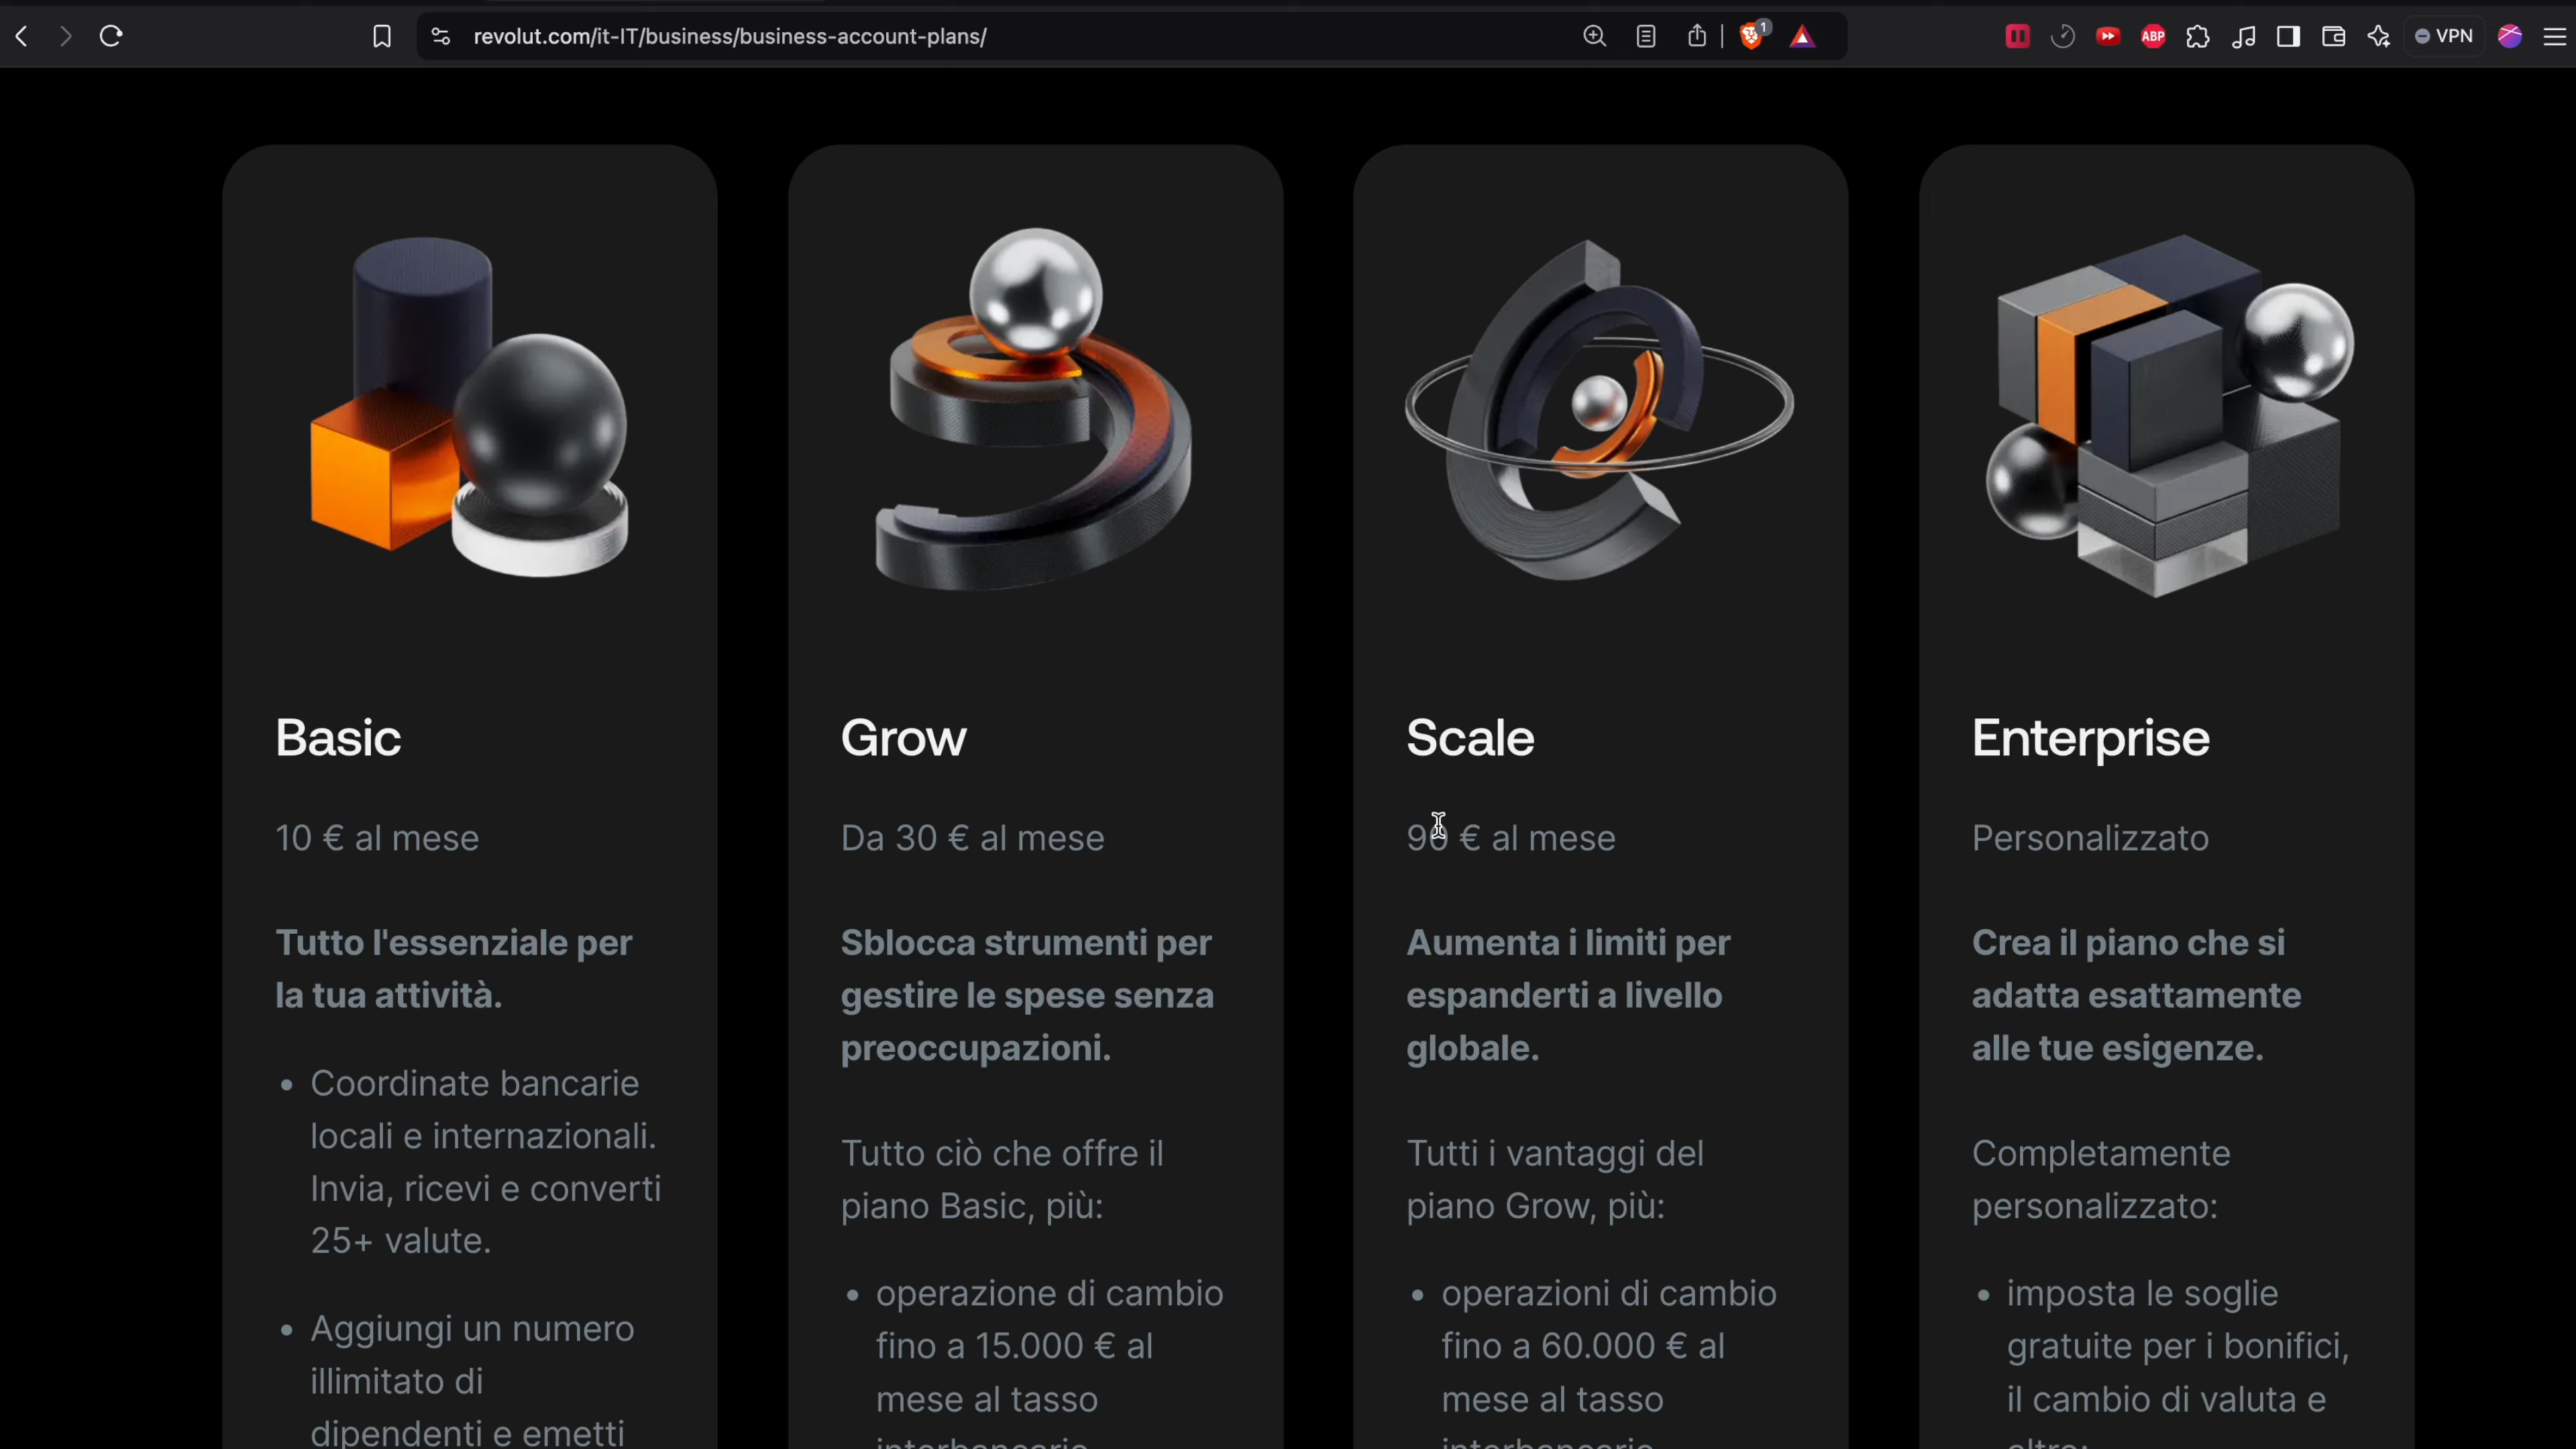 revolut.com/it-IT/business/business-account-plans/
1
ABP
VPN
Basic
10 € al mese
Tutto l'essenziale per
la tua attività.
• Coordinate bancarie
locali e internazionali.
Invia, ricevi e converti
25+ valute.
• Aggiungi un numero
illimitato di
dipendenti e emetti
Grow
Da 30 € al mese
Sblocca strumenti per
gestire le spese senza
preoccupazioni.
Tutto ciò che offre il
piano Basic, più:
• operazione di cambio
fino a 15.000 € al
mese al tasso
Scale
90 € al mese
Aumenta i limiti per
espanderti a livello
globale.
Tutti i vantaggi del
piano Grow, più:
• operazioni di cambio
fino a 60.000 € al
mese al tasso
Enterprise
Personalizzato
Crea il piano che si
adatta esattamente
alle tue esigenze.
Completamente
personalizzato:
• imposta le soglie
gratuite per i bonifici,
il cambio di valuta e